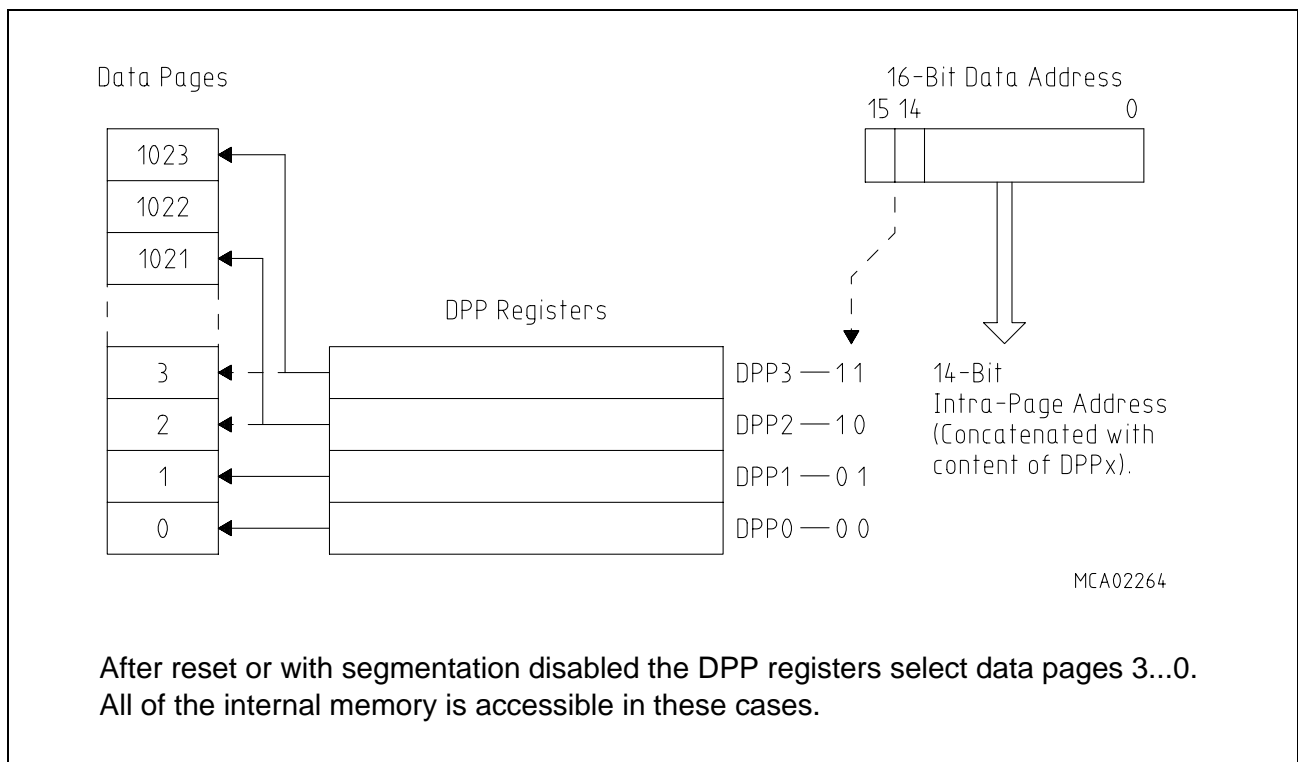 Data Pages
16-Bit Data Address
15 14 0
1023
1022
1021
DPP Registers
3
DPP3 — 1 1
2
DPP2 — 1 0
1
DPP1 — 0 1
0
DPP0 — 0 0
14-Bit
Intra-Page Address
(Concatenated with
content of DPPx).
MCA02264
After reset or with segmentation disabled the DPP registers select data pages 3...0.
All of the internal memory is accessible in these cases.